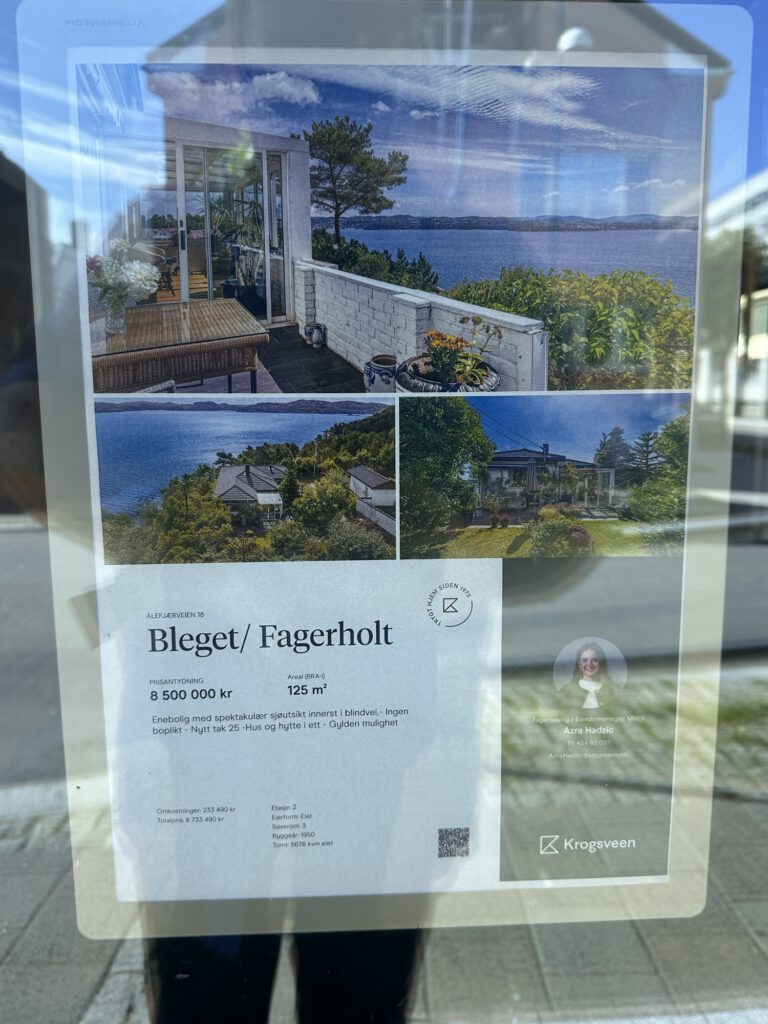 VITRINEMEDIA
ÅLEFJÆRVEIEN 18
Bleget/ Fagerholt
TRYGT HJEM SIDEN 1975
PRISANTYDNING
8 500 000 kr
Areal (BRA-i)
125 m²
Enebolig med spektakulær sjøutsikt innerst i blindvei.- Ingen
boplikt - Nytt tak 25 -Hus og hytte i ett - Gylden mulighet
Omkostninger: 233 490 kr
Totalpris: 8 733 490 kr
Etasje: 2
Eierform: Eiet
Soverom: 3
Byggeår: 1950
Tomt: 5676 kvm eiet
Fagansvarlig / Eiendomsmegler MNEF
Azra Hadzic
Krogsveen